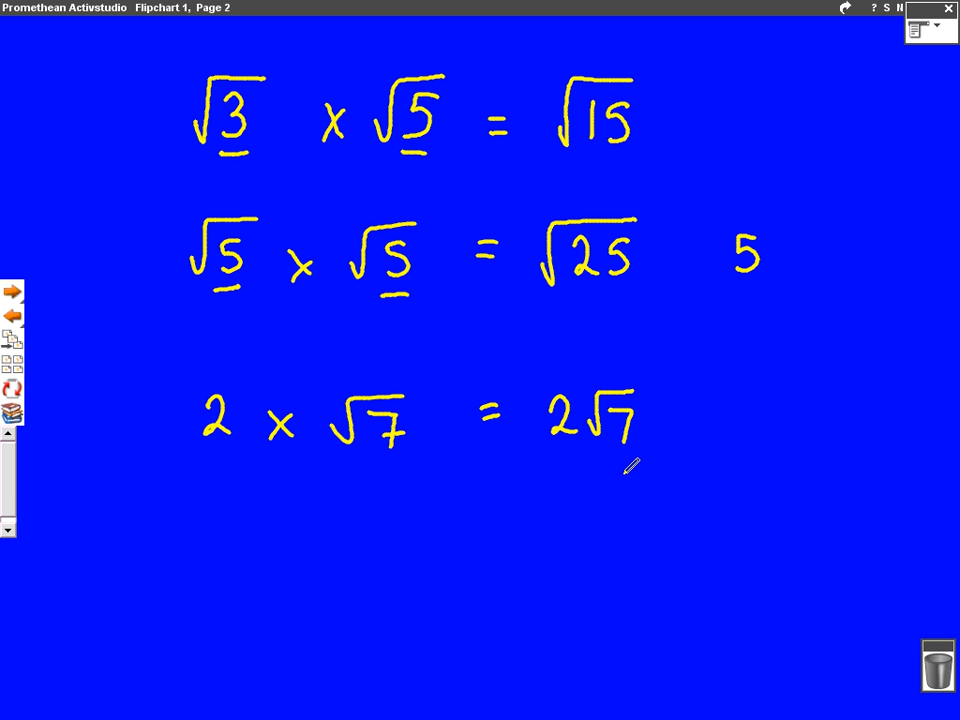 Promethean Activstudio Flipchart 1, Page 2 ? S N
√3 x √5 = √15
√5 x √5 = √25 5
2 x √7 = 2√7